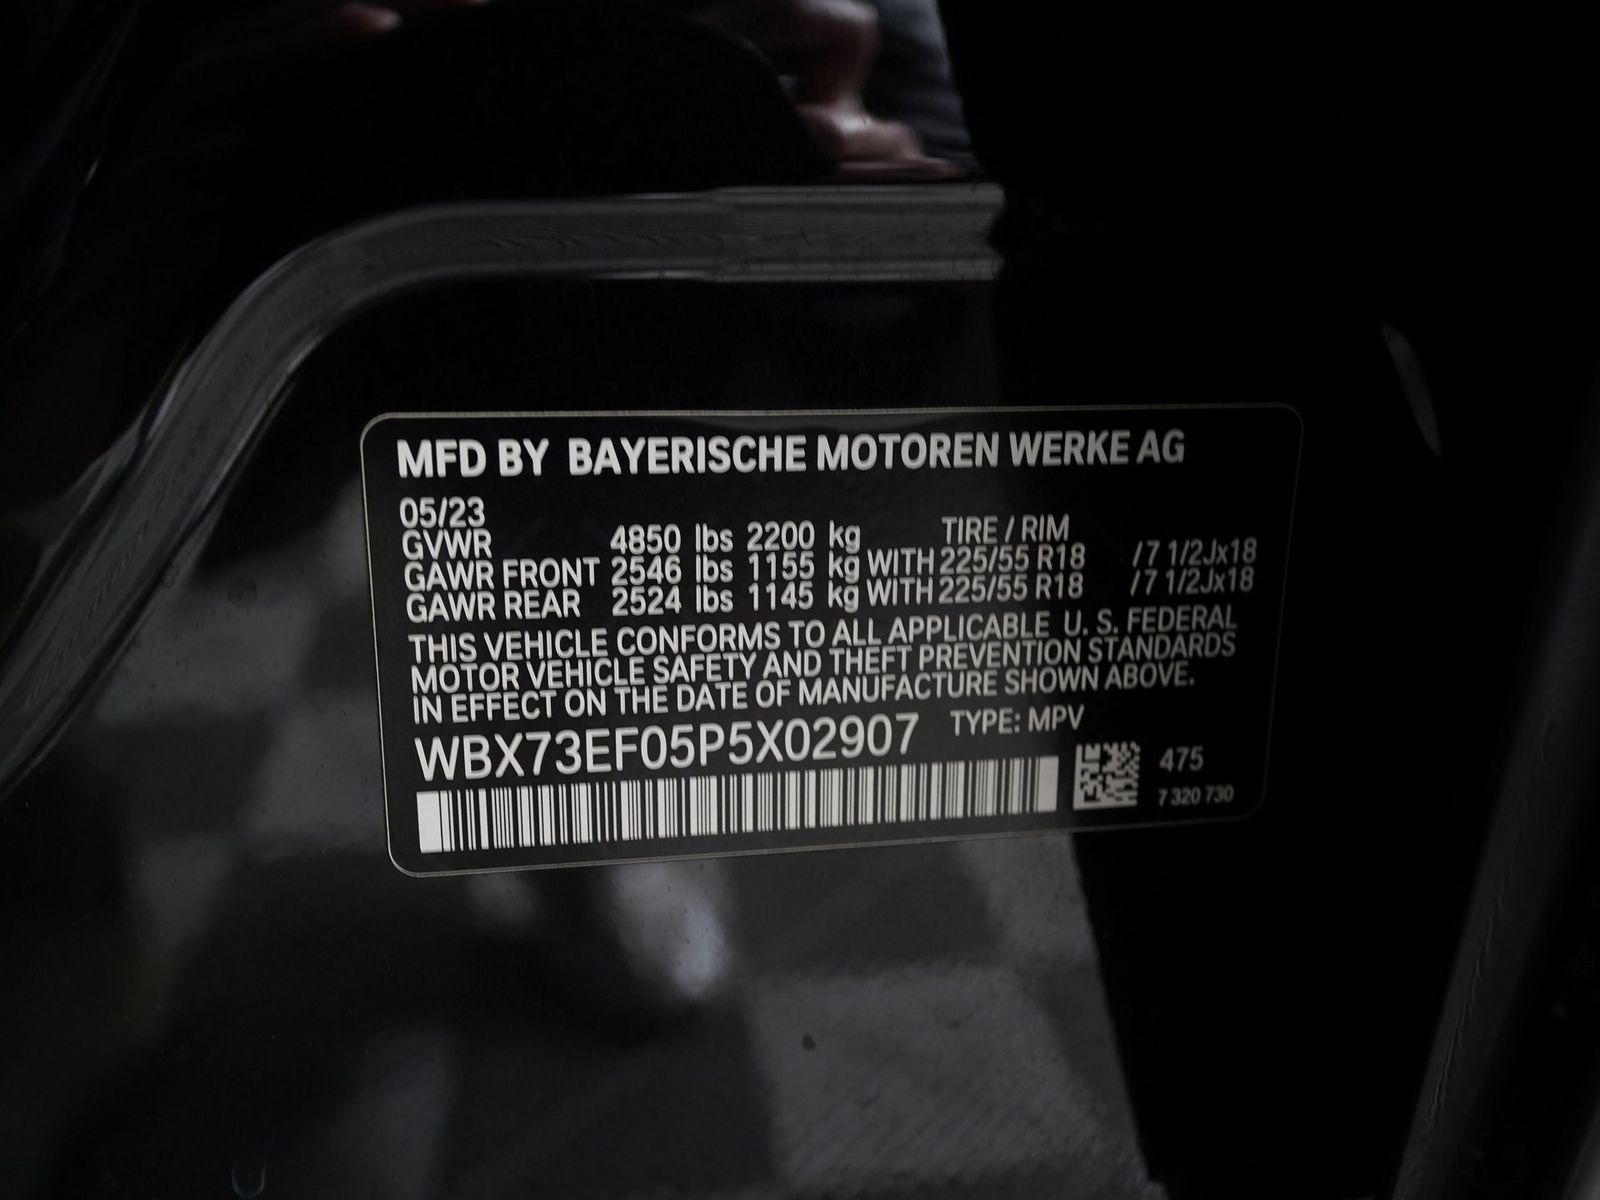 MFD BY BAYERISCHE MOTOREN WERKE AG
05/23
GVWR 4850 lbs 2200 kg TIRE / RIM
GAWR FRONT 2546 lbs 1155 kg WITH 225/55 R18 /7 1/2Jx18
GAWR REAR 2524 lbs 1145 kg WITH 225/55 R18 /7 1/2Jx18
THIS VEHICLE CONFORMS TO ALL APPLICABLE U. S. FEDERAL
MOTOR VEHICLE SAFETY AND THEFT PREVENTION STANDARDS
IN EFFECT ON THE DATE OF MANUFACTURE SHOWN ABOVE.
WBX73EF05P5X02907 TYPE: MPV
475
7 320 730